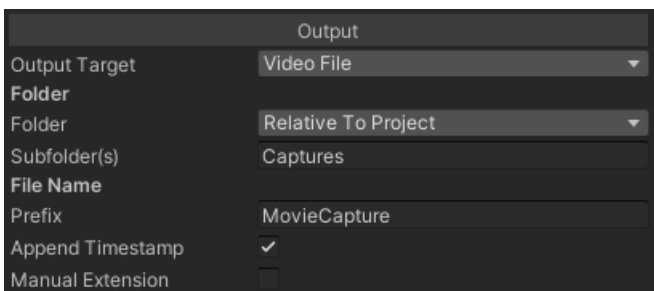 Output
Output Target Video File
Folder
Folder Relative To Project
Subfolder(s) Captures
File Name
Prefix MovieCapture
Append Timestamp
Manual Extension